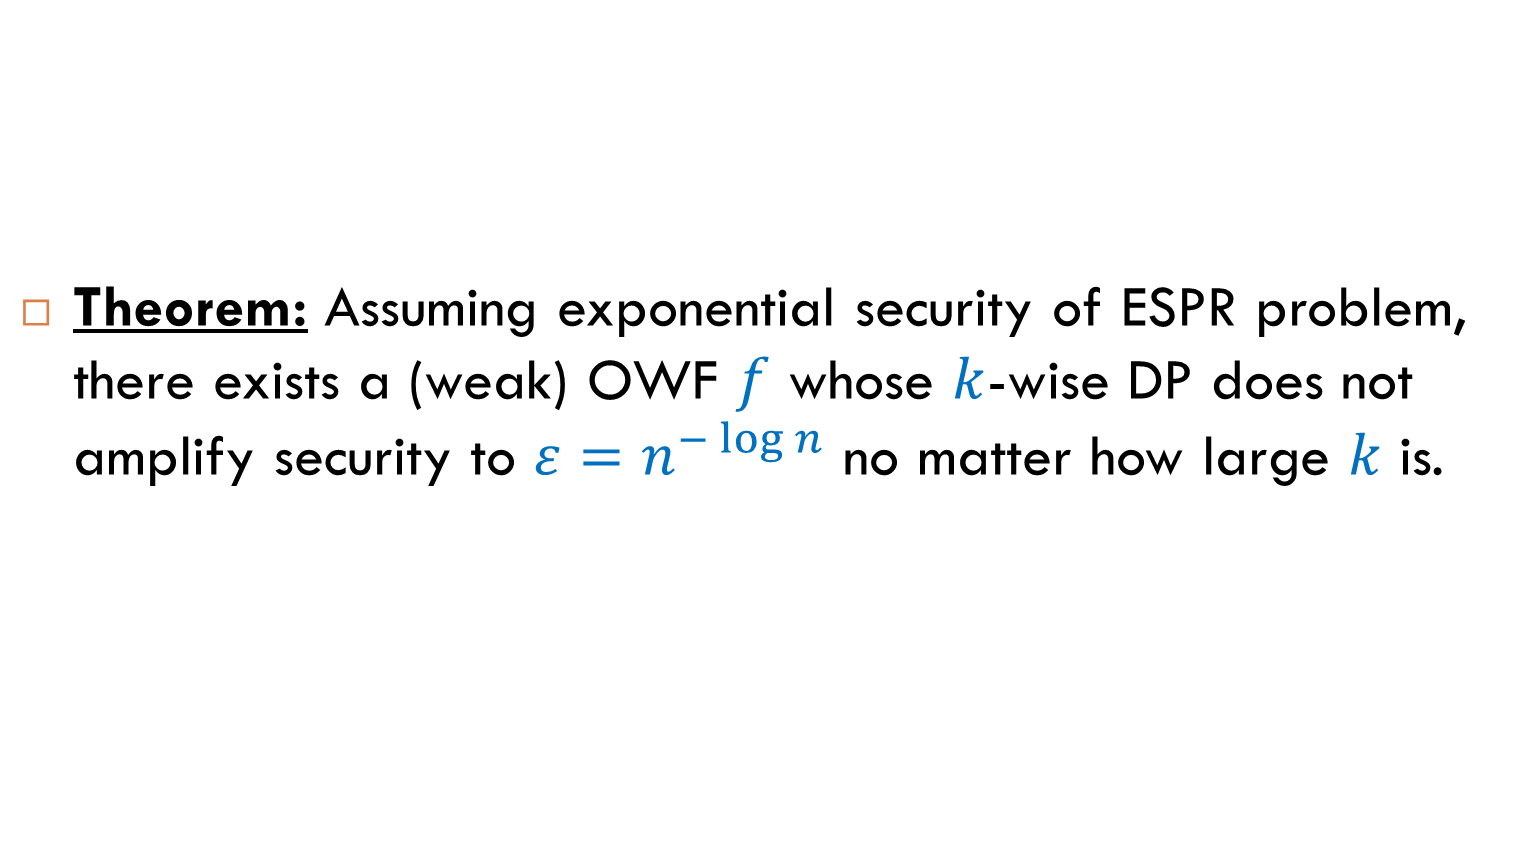 Theorem: Assuming exponential security of ESPR problem,
there exists a (weak) OWF f whose k-wise DP does not
amplify security to ε = n^{− log n} no matter how large k is.